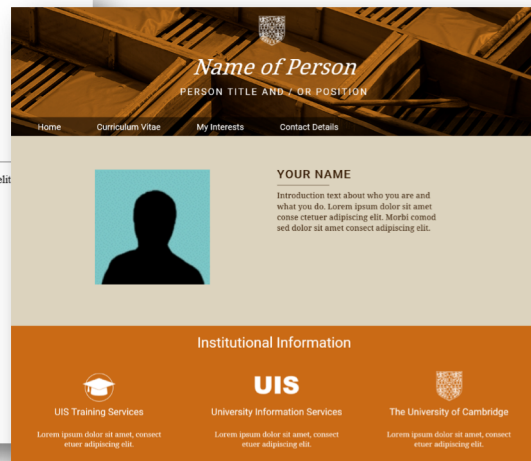 Name of Person
PERSON TITLE AND / OR POSITION
Home Curriculum Vitae My Interests Contact Details
elit
YOUR NAME
Introduction text about who you are and
what you do. Lorem ipsum dolor sit amet
conse ctetuer adipiscing elit. Morbi comod
sed dolor sit amet consect adipiscing elit.
Institutional Information
UIS
UIS Training Services University Information Services The University of Cambridge
Lorem ipsum dolor sit amet, consect Lorem ipsum dolor sit amet, consect Lorem ipsum dolor sit amet, consect
etuer adipiscing elit. etuer adipiscing elit. etuer adipiscing elit.